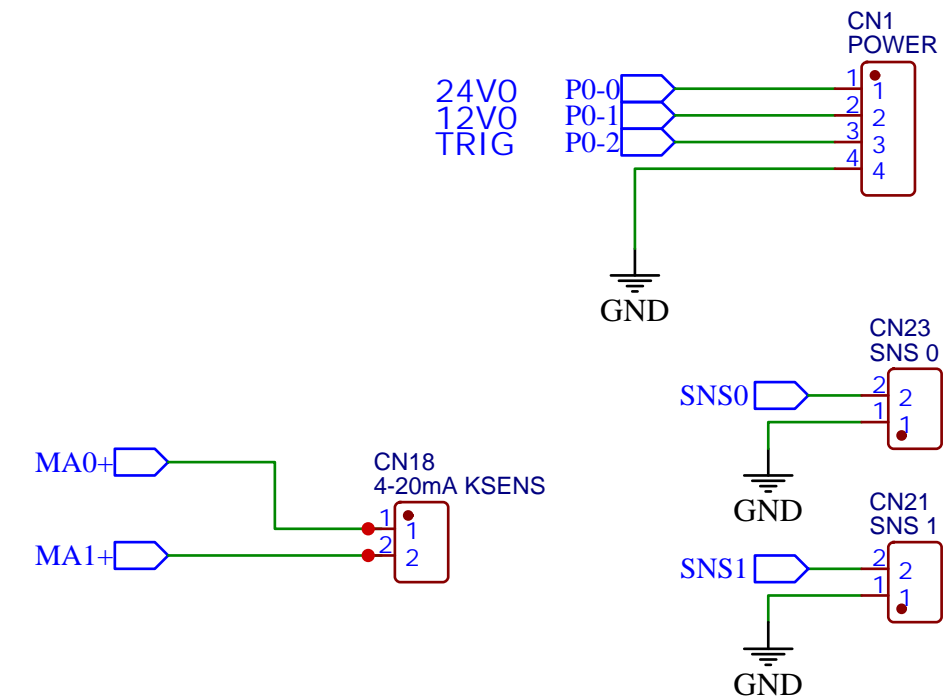 CN1
POWER
24V0 P0-0 1 1
12V0 P0-1 2 2
TRIG P0-2 3 3
4 4
GND
CN23
SNS 0
SNS0 2 2
1 1
GND
MA0+
CN18
4-20mA KSENS
1 1
MA1+ 2 2
CN21
SNS 1
SNS1 2 2
1 1
GND